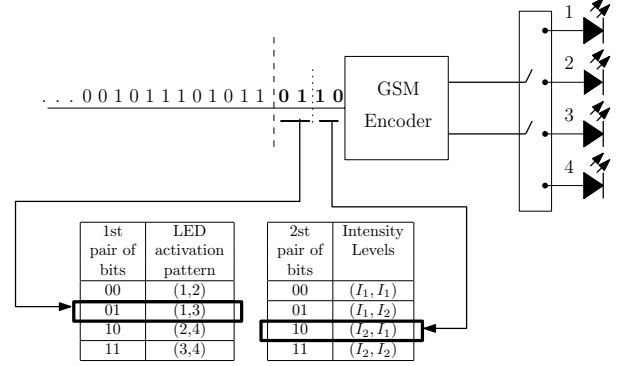 1
2
3
4
. . . 0 0 1 0 1 1 1 0 1 0 1 1 0 1 1 0
GSM
Encoder
1st pair of bits LED activation pattern
00 (1,2)
01 (1,3)
10 (2,4)
11 (3,4)
2st pair of bits Intensity Levels
00 (I₁, I₁)
01 (I₁, I₂)
10 (I₂, I₁)
11 (I₂, I₂)